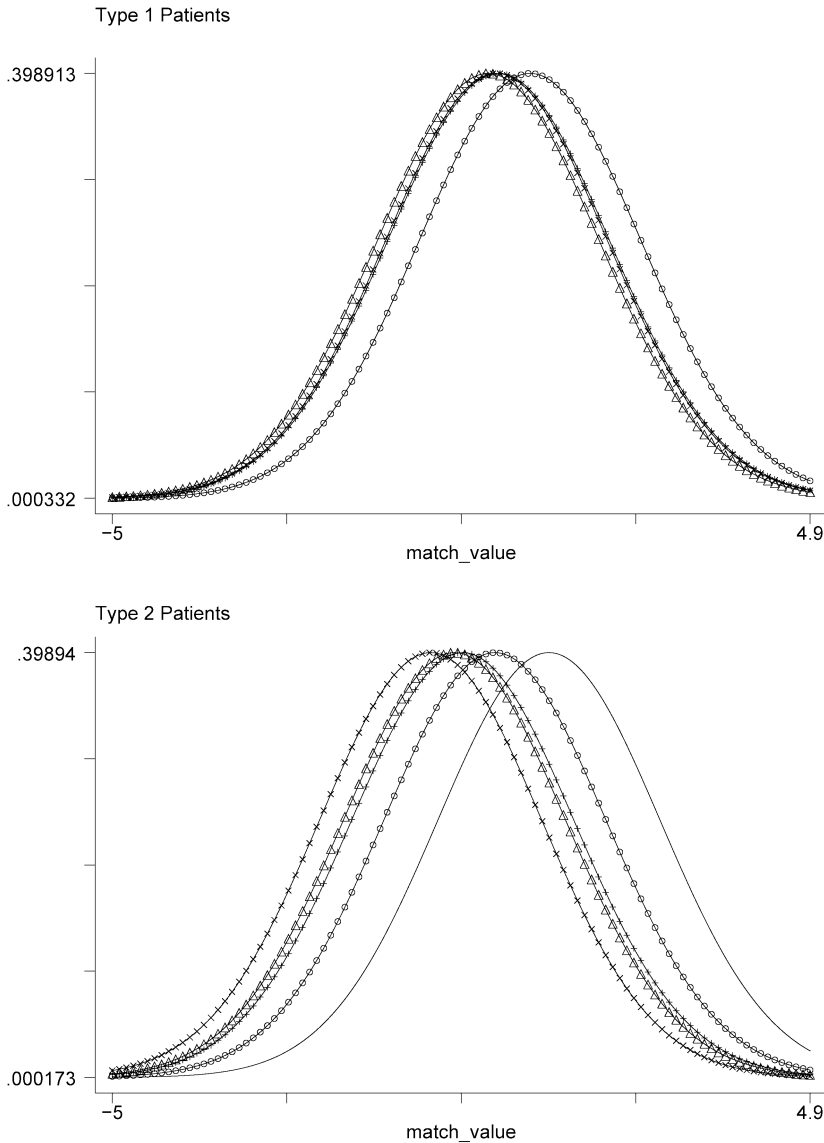 Type 1 Patients
.398913
.000332
−5
4.9
match_value
Type 2 Patients
.39894
.000173
−5
4.9
match_value